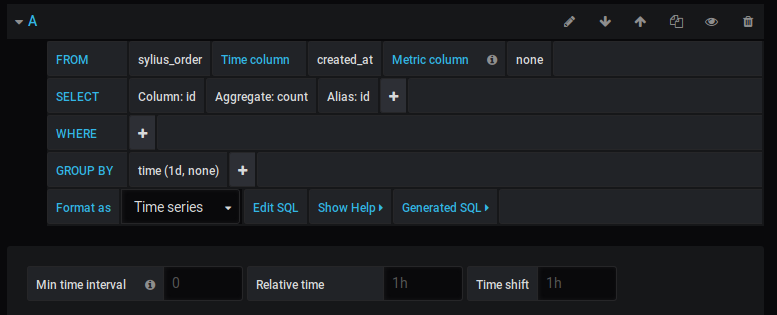 A
FROM sylius_order Time column created_at Metric column none
SELECT Column: id Aggregate: count Alias: id +
WHERE +
GROUP BY time (1d, none) +
Format as Time series Edit SQL Show Help Generated SQL
Min time interval 0 Relative time 1h Time shift 1h